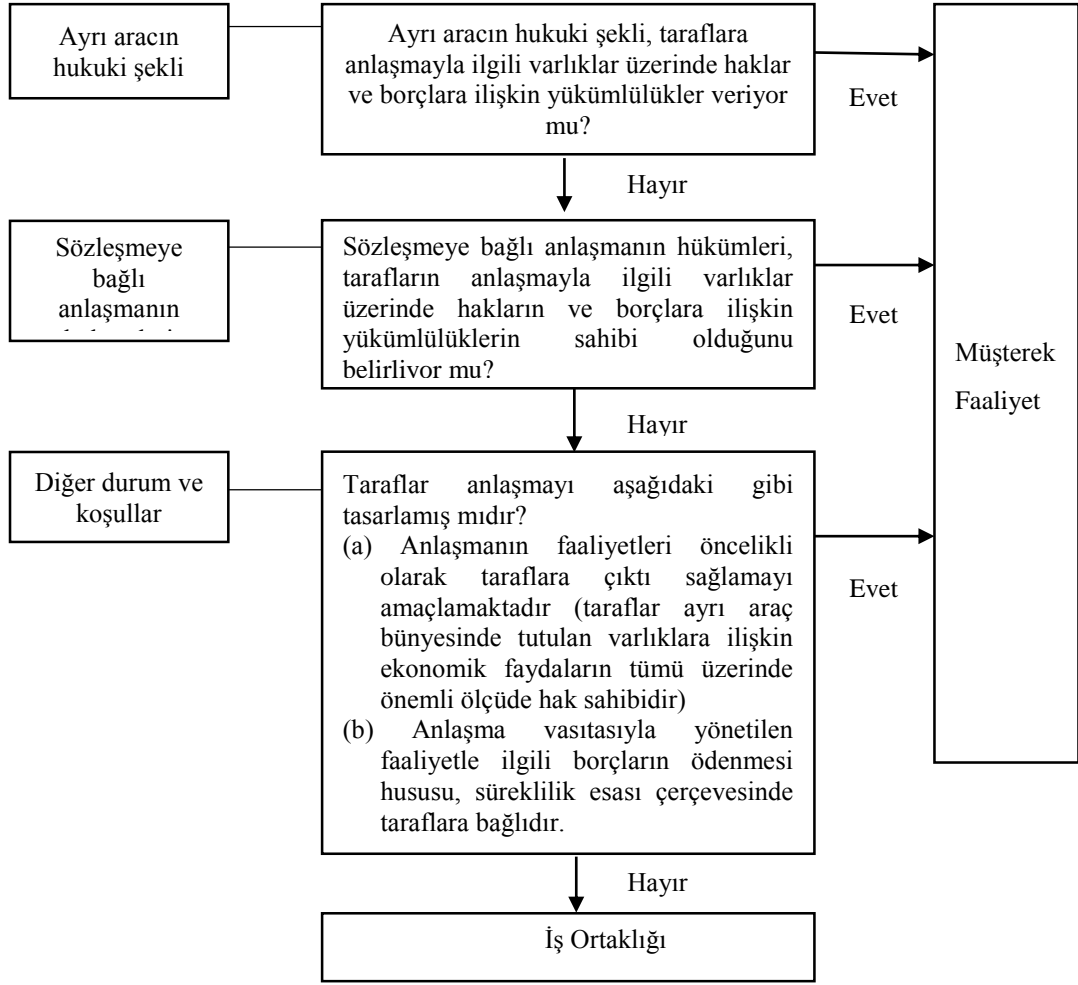 Ayrı aracın
hukuki şekli
Ayrı aracın hukuki şekli, taraflara
anlaşmayla ilgili varlıklar üzerinde haklar
ve borçlara ilişkin yükümlülükler veriyor
mu?
Evet
Hayır
Sözleşmeye
bağlı
anlaşmanın
Sözleşmeye bağlı anlaşmanın hükümleri,
tarafların anlaşmayla ilgili varlıklar
üzerinde hakların ve borçlara ilişkin
yükümlülüklerin sahibi olduğunu
belirliyor mu?
Evet
Müşterek
Faaliyet
Hayır
Diğer durum ve
koşullar
Taraflar anlaşmayı aşağıdaki gibi
tasarlamış mıdır?
(a) Anlaşmanın faaliyetleri öncelikli
olarak taraflara çıktı sağlamayı
amaçlamaktadır (taraflar ayrı araç
bünyesinde tutulan varlıklara ilişkin
ekonomik faydaların tümü üzerinde
önemli ölçüde hak sahibidir)
(b) Anlaşma vasıtasıyla yönetilen
faaliyetle ilgili borçların ödenmesi
hususu, süreklilik esası çerçevesinde
taraflara bağlıdır.
Evet
Hayır
İş Ortaklığı